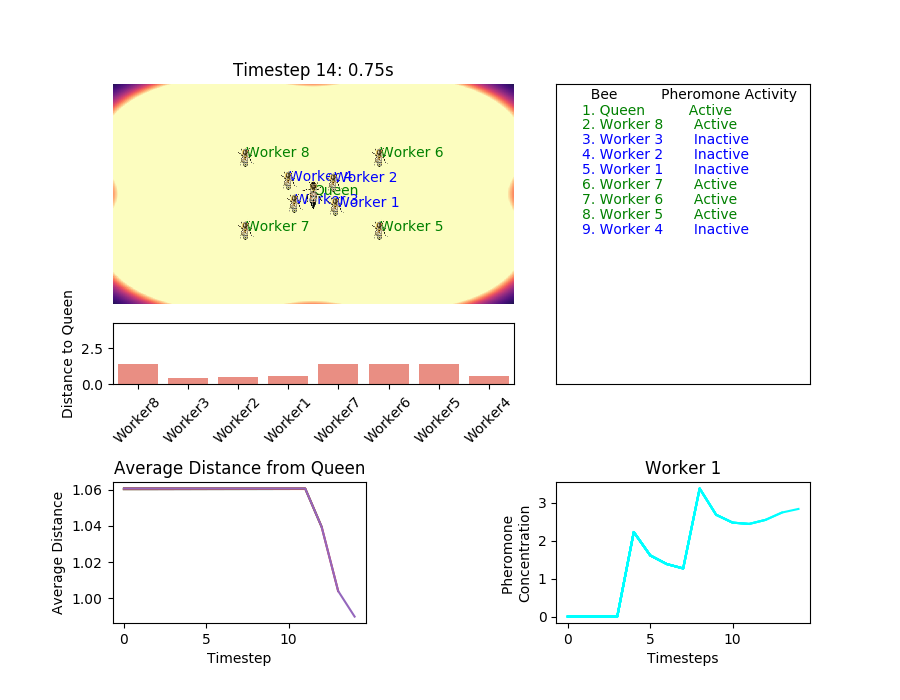 Timestep 14: 0.75s
Worker 8
Worker 6
Worker 4
Worker 2
Queen
Worker 3
Worker 1
Worker 7
Worker 5
Bee Pheromone Activity
1. Queen Active
2. Worker 8 Active
3. Worker 3 Inactive
4. Worker 2 Inactive
5. Worker 1 Inactive
6. Worker 7 Active
7. Worker 6 Active
8. Worker 5 Active
9. Worker 4 Inactive
Distance to Queen
2.5
0.0
Worker8
Worker3
Worker2
Worker1
Worker7
Worker6
Worker5
Worker4
Average Distance from Queen
Average Distance
1.06
1.04
1.02
1.00
0 5 10
Timestep
Worker 1
Pheromone
Concentration
3
2
1
0
0 5 10
Timesteps